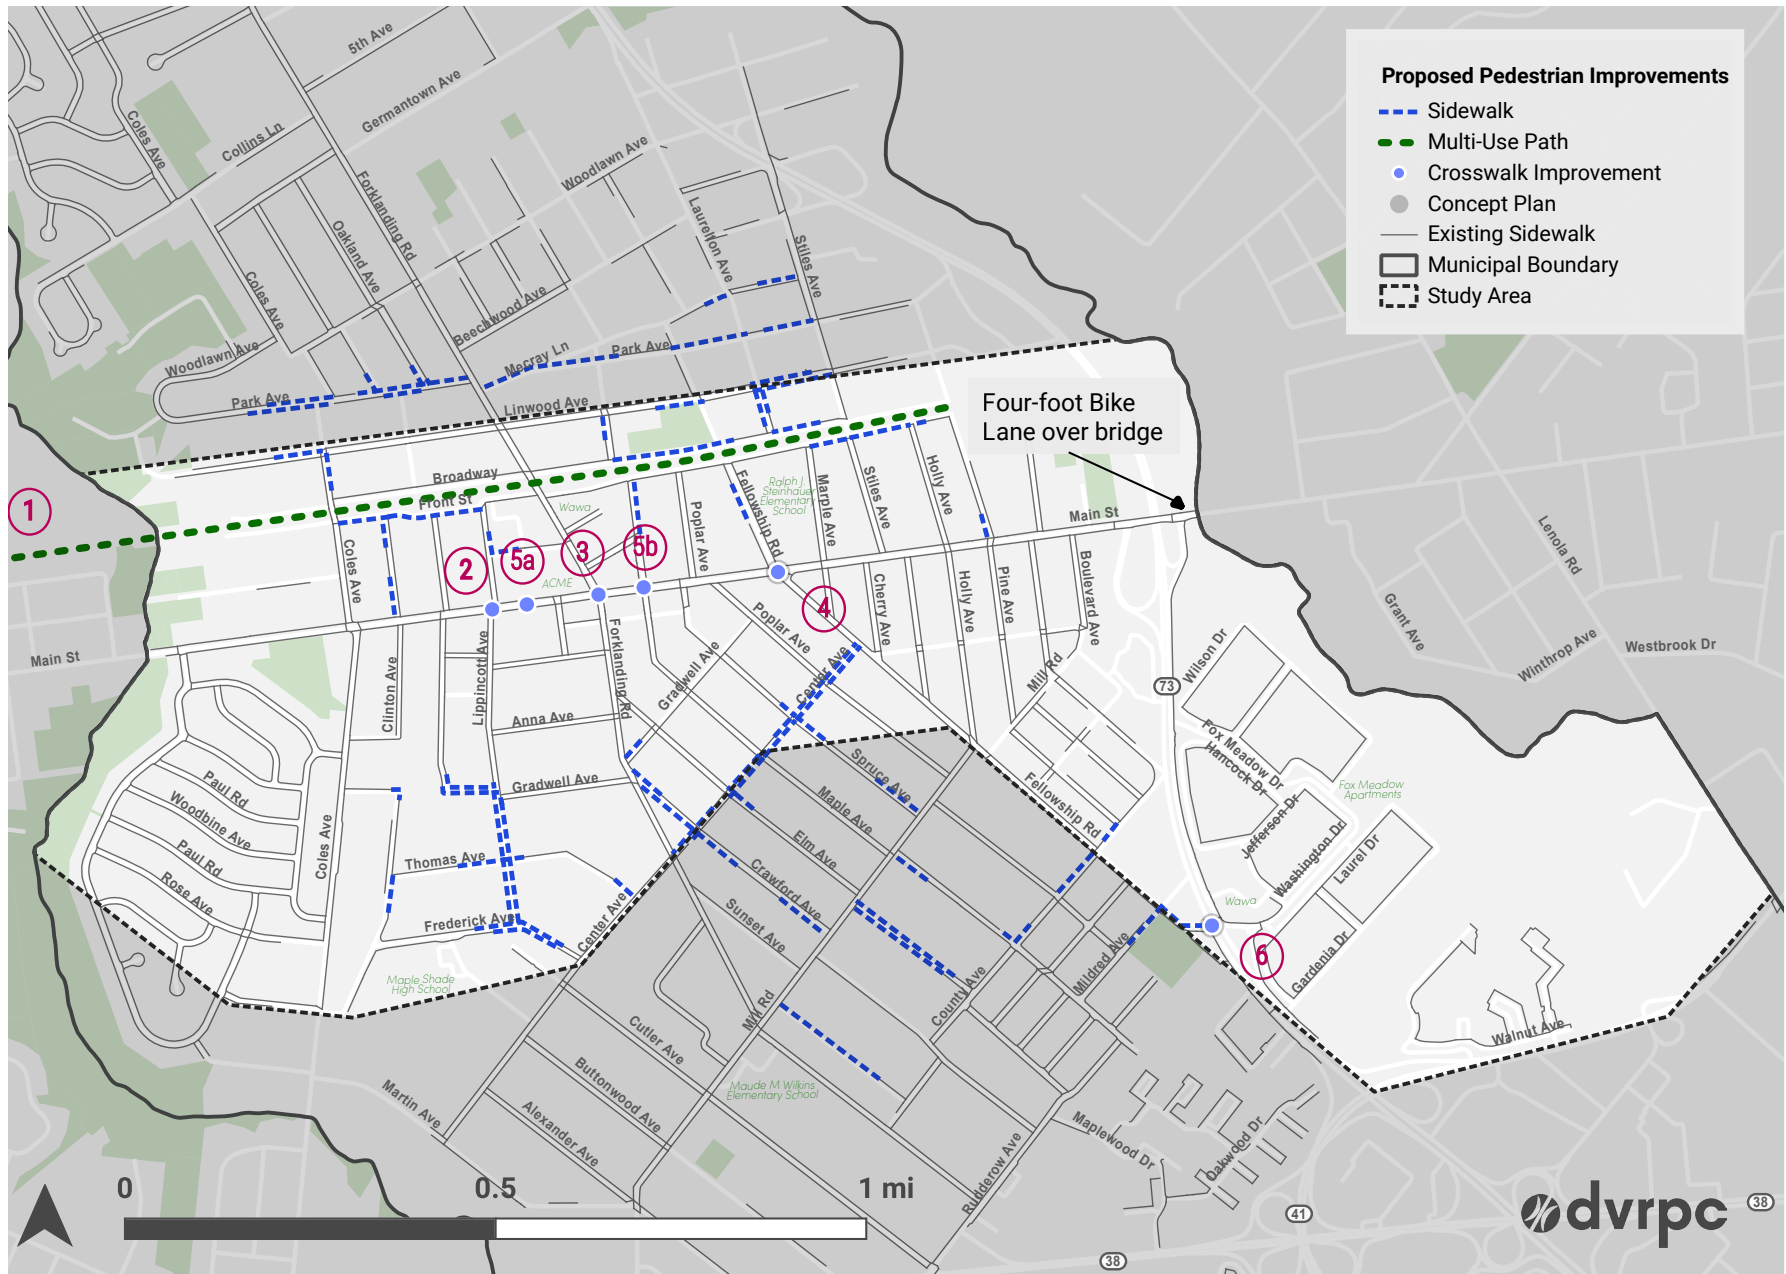 Proposed Pedestrian Improvements
Sidewalk
Multi-Use Path
Crosswalk Improvement
Concept Plan
Existing Sidewalk
Municipal Boundary
Study Area
5th Ave
Germantown Ave
Coles Ave
Collins Ln
Woodlawn Ave
Forklanding Rd
Oakland Ave
Laurelton Ave
Stiles Ave
Coles Ave
Beechwood Ave
Woodlawn Ave
Mecray Ln
Park Ave
Park Ave
Linwood Ave
Four-foot Bike
Lane over bridge
Broadway
Front St
Wawa
Fellowship Rd
Ralph J.
Steinhauer
Elementary
School
Marple Ave
Stiles Ave
Holly Ave
Main St
1
2
5a
3
5b
4
6
ACME
Poplar Ave
Coles Ave
Lenola Rd
Grant Ave
Winthrop Ave
Westbrook Dr
Main St
Clinton Ave
Lippincott Ave
Forklanding Rd
Anna Ave
Gradwell Ave
Gradwell Ave
Poplar Ave
Center Ave
Cherry Ave
Holly Ave
Pine Ave
Boulevard Ave
Mill Rd
73
Wilson Dr
Fox Meadow Dr
Hancock Dr
Jefferson Dr
Washington Dr
Laurel Dr
Fox Meadow
Apartments
Wawa
Gardenia Dr
Walnut Ave
Paul Rd
Woodbine Ave
Paul Rd
Rose Ave
Coles Ave
Thomas Ave
Frederick Ave
Center Ave
Maple Shade
High School
Spruce Ave
Maple Ave
Elm Ave
Crawford Ave
Sunset Ave
Fellowship Rd
Mildred Ave
County Ave
Mill Rd
Cutler Ave
Buttonwood Ave
Alexander Ave
Martin Ave
Maude M Wilkins
Elementary School
Rudderow Ave
Maplewood Dr
Oakwood Dr
0
0.5
1 mi
41
38
38
dvrpc